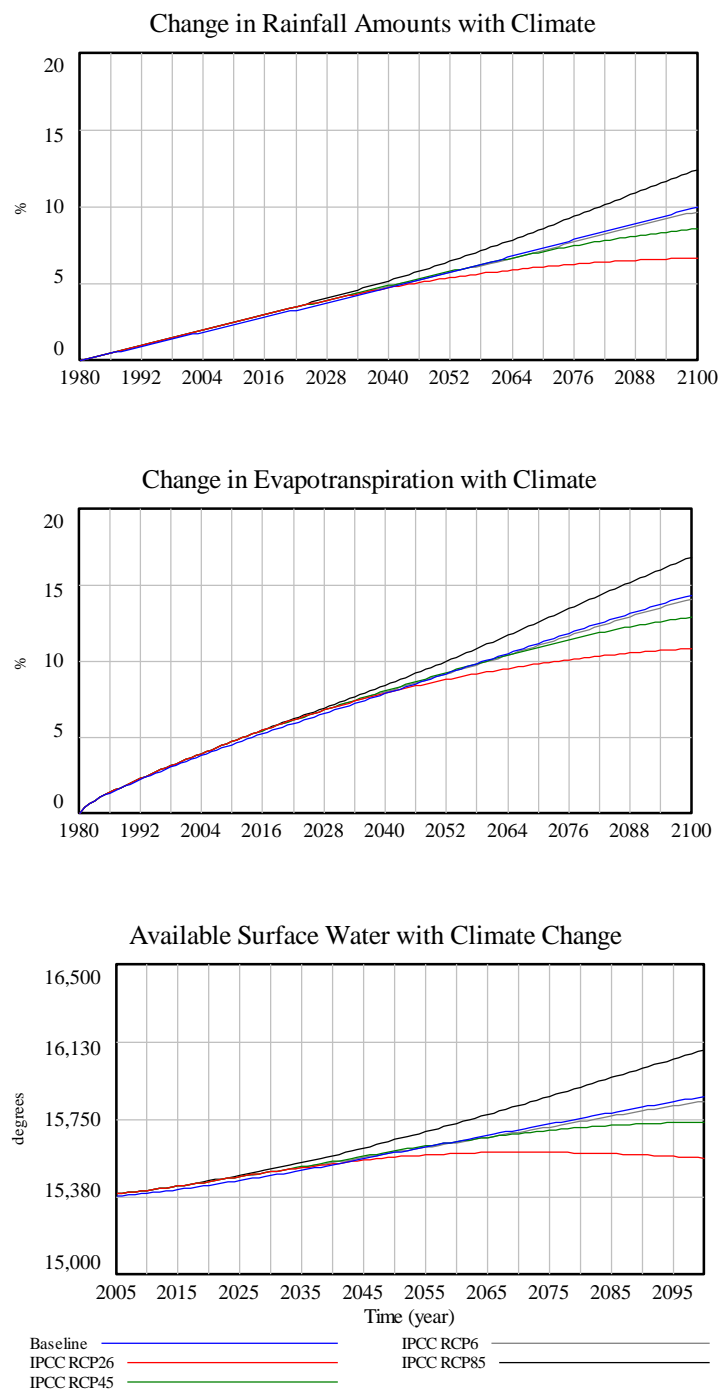 Change in Rainfall Amounts with Climate
20
15
10
5
0
%
1980 1992 2004 2016 2028 2040 2052 2064 2076 2088 2100
Change in Evapotranspiration with Climate
20
15
10
5
0
%
1980 1992 2004 2016 2028 2040 2052 2064 2076 2088 2100
Available Surface Water with Climate Change
16,500
16,130
15,750
15,380
15,000
degrees
2005 2015 2025 2035 2045 2055 2065 2075 2085 2095
Time (year)
Baseline
IPCC RCP26
IPCC RCP45
IPCC RCP6
IPCC RCP85